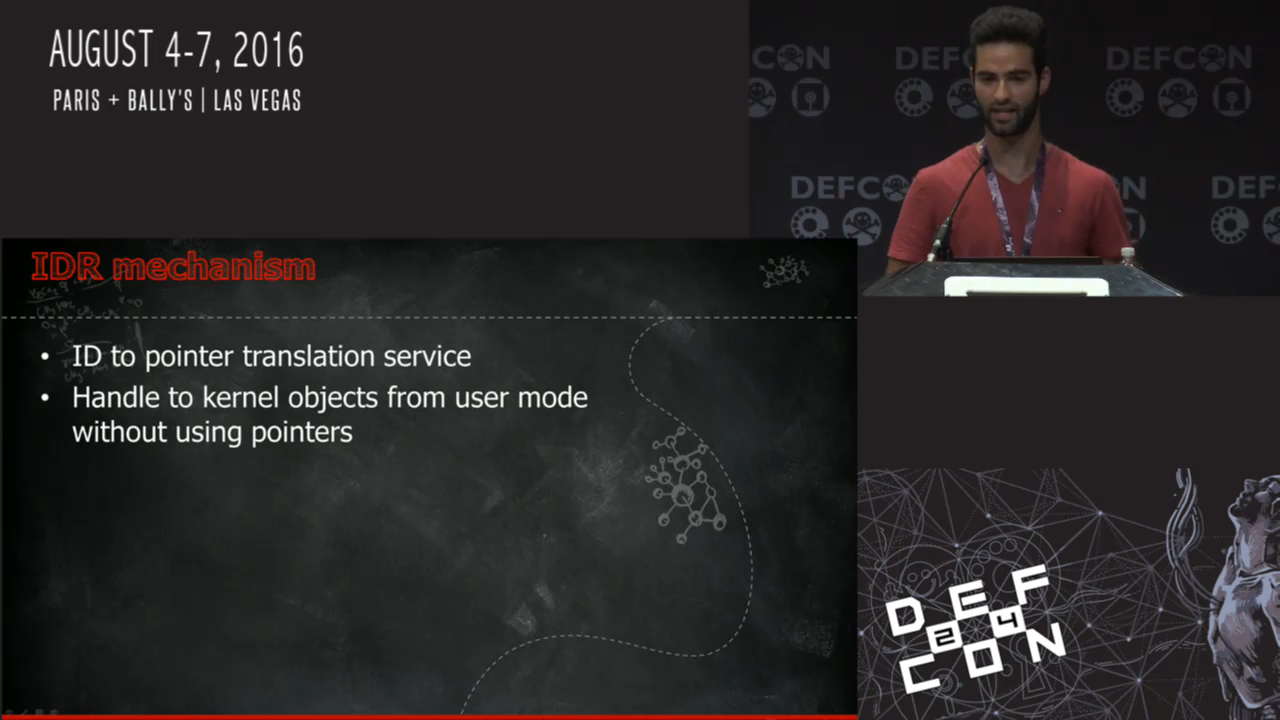 AUGUST 4-7, 2016
PARIS + BALLY'S | LAS VEGAS
DEFCON
DEFCON
IDR mechanism
• ID to pointer translation service
• Handle to kernel objects from user mode
without using pointers
DEF
24
CON